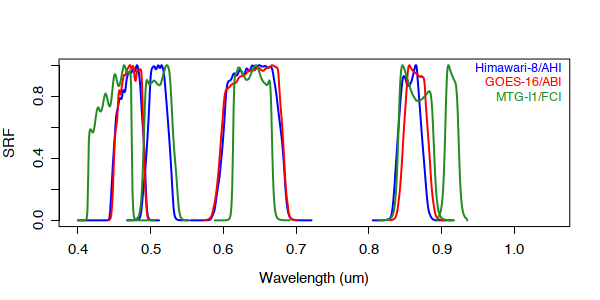 Himawari-8/AHI
GOES-16/ABI
MTG-I1/FCI
SRF
0.8
0.4
0.0
0.4 0.5 0.6 0.7 0.8 0.9 1.0
Wavelength (um)